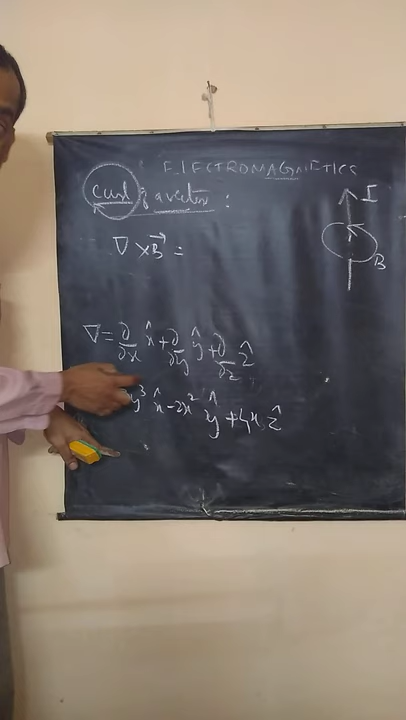 ELECTROMAGNETICS
Curl of a vector :
I
∇ × B⃗ =
B
∇ = ∂/∂x x̂ + ∂/∂y ŷ + ∂/∂z ẑ
y³ x̂ - 2x² ŷ + 4x ẑ